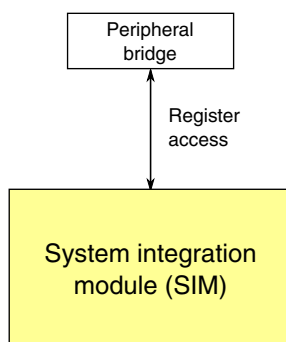 Peripheral
bridge
Register
access
System integration
module (SIM)